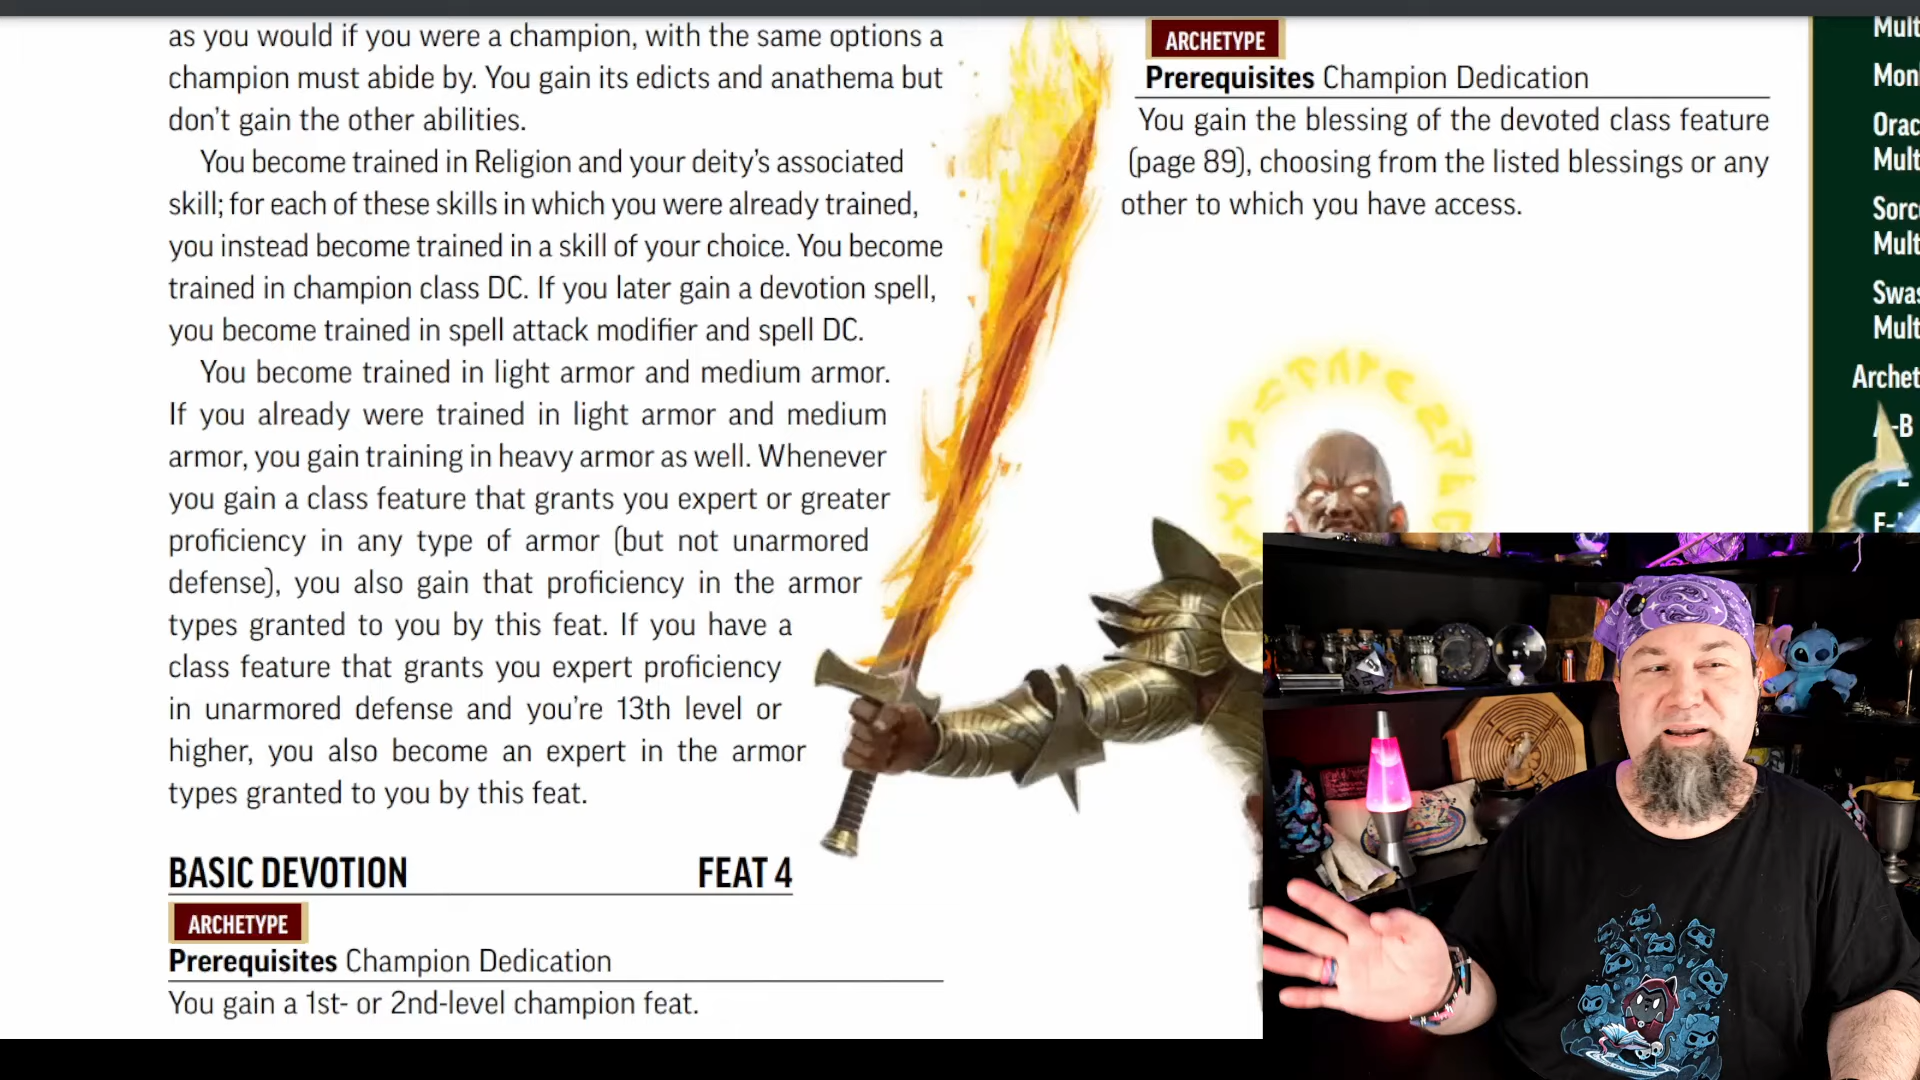 as you would if you were a champion, with the same options a
champion must abide by. You gain its edicts and anathema but
don't gain the other abilities.
You become trained in Religion and your deity's associated
skill; for each of these skills in which you were already trained,
you instead become trained in a skill of your choice. You become
trained in champion class DC. If you later gain a devotion spell,
you become trained in spell attack modifier and spell DC.
You become trained in light armor and medium armor.
If you already were trained in light armor and medium
armor, you gain training in heavy armor as well. Whenever
you gain a class feature that grants you expert or greater
proficiency in any type of armor (but not unarmored
defense), you also gain that proficiency in the armor
types granted to you by this feat. If you have a
class feature that grants you expert proficiency
in unarmored defense and you're 13th level or
higher, you also become an expert in the armor
types granted to you by this feat.
BASIC DEVOTION FEAT 4
ARCHETYPE
Prerequisites Champion Dedication
You gain a 1st- or 2nd-level champion feat.
ARCHETYPE
Prerequisites Champion Dedication
You gain the blessing of the devoted class feature
(page 89), choosing from the listed blessings or any
other to which you have access.
Mult
Mon
Orac
Mult
Sorc
Mult
Swas
Mult
Archet
-B